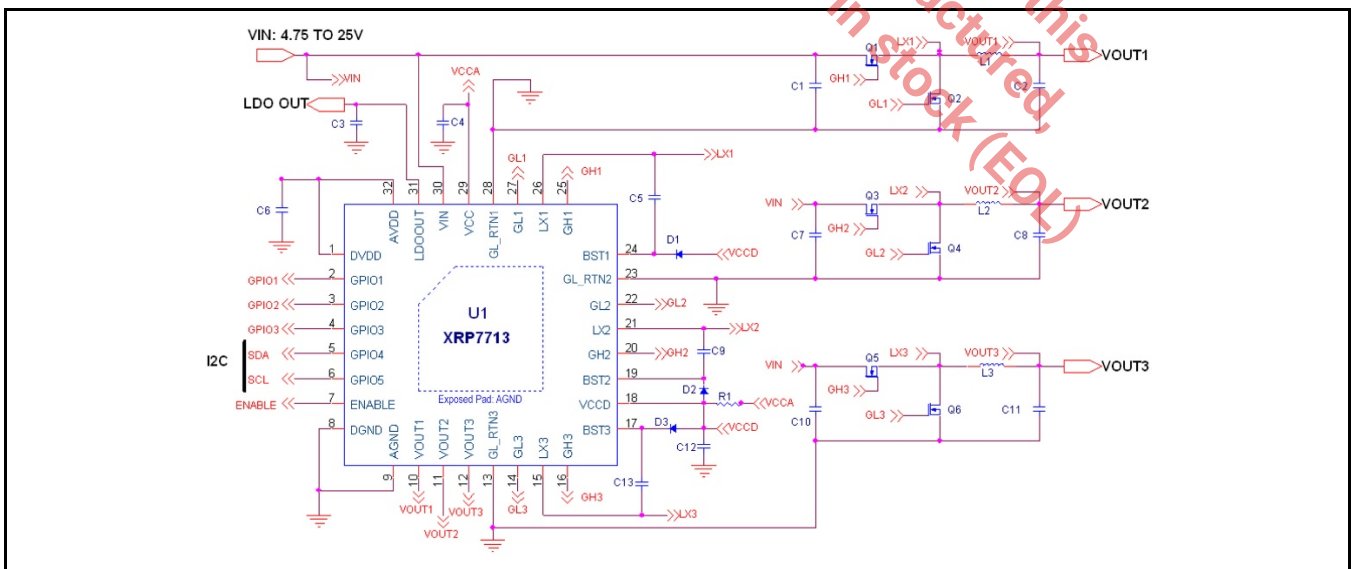 this
factured,
in stock (EOL)
VIN: 4.75 TO 25V
VIN
LDO OUT
C3
VCCA
C4
C1
Q1
GH1
LX1
GL1
Q2
VOUT1
L1
C2
VOUT1
GL1
GH1
LX1
C5
32
31
30
29
28
27
26
25
AVDD
LDOOUT
VIN
VCC
GL_RTN1
GL1
LX1
GH1
C6
1 DVDD
GPIO1 2 GPIO1
GPIO2 3 GPIO2
GPIO3 4 GPIO3
I2C
SDA 5 GPIO4
SCL 6 GPIO5
ENABLE 7 ENABLE
8 DGND
U1
XRP7713
Exposed Pad: AGND
BST1 24
D1
VCCD
GL_RTN2 23
GL2 22 GL2
LX2 21 LX2
GH2 20 GH2
C9
BST2 19
D2
VCCD 18
R1
VCCA
BST3 17
D3
VCCD
C12
AGND
VOUT1
VOUT2
VOUT3
GL_RTN3
GL3
LX3
GH3
9
10
11
12
13
14
15
16
VOUT1
VOUT2
VOUT3
GL3
GH3
C13
LX3
VIN
C7
Q3
GH2
LX2
GL2
Q4
VOUT2
L2
C8
VOUT2
VIN
C10
Q5
GH3
LX3
GL3
Q6
VOUT3
L3
C11
VOUT3